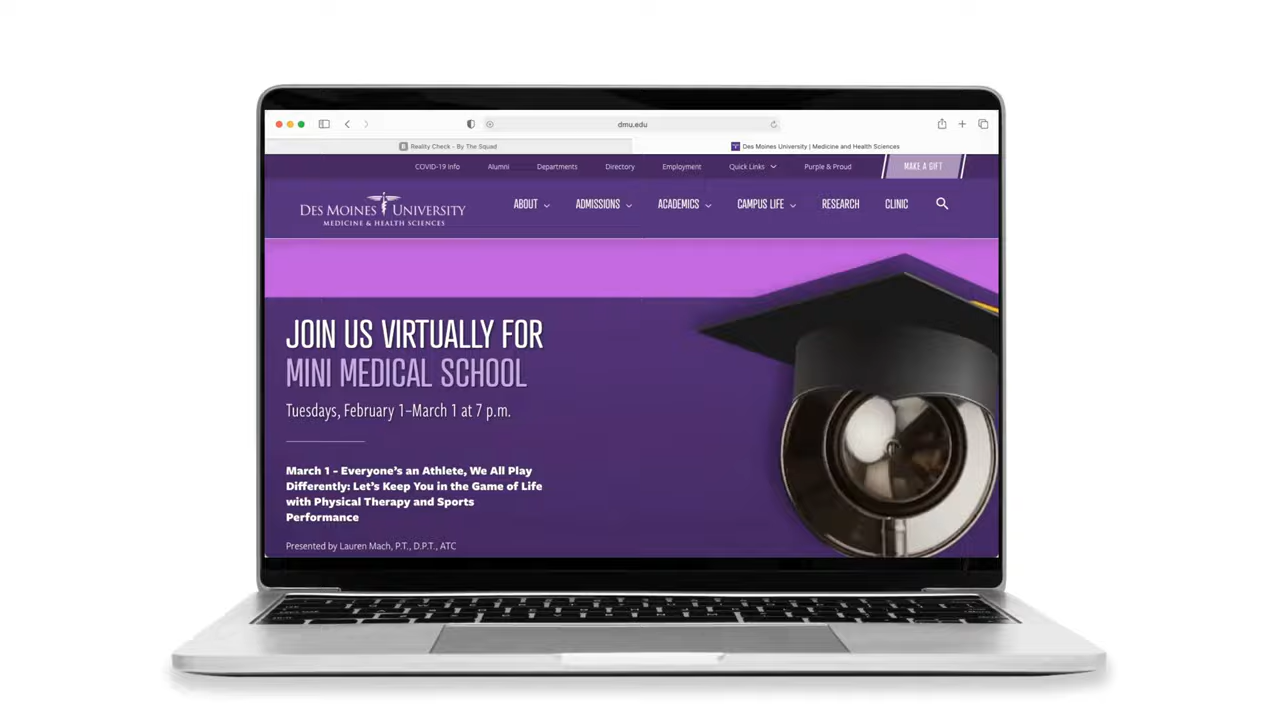 dmu.edu
Reality Check - By The Squad
Des Moines University | Medicine and Health Sciences
COVID-19 Info Alumni Departments Directory Employment Quick Links Purple & Proud MAKE A GIFT
DES MOINES UNIVERSITY
MEDICINE & HEALTH SCIENCES
ABOUT ADMISSIONS ACADEMICS CAMPUS LIFE RESEARCH CLINIC
JOIN US VIRTUALLY FOR
MINI MEDICAL SCHOOL
Tuesdays, February 1–March 1 at 7 p.m.
March 1 - Everyone's an Athlete, We All Play
Differently: Let's Keep You in the Game of Life
with Physical Therapy and Sports
Performance
Presented by Lauren Mach, P.T., D.P.T., ATC